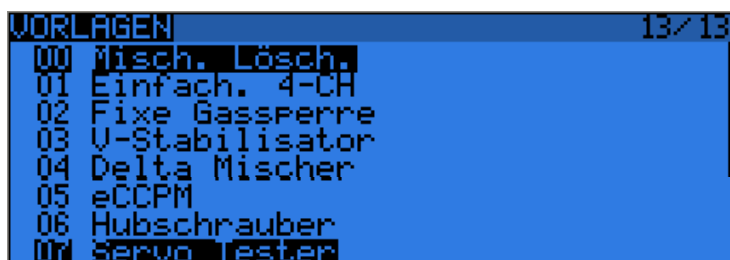 VORLAGEN 13/13
00 Misch. Lösch.
01 Einfach. 4-CH
02 Fixe Gassperre
03 V-Stabilisator
04 Delta Mischer
05 eCCPM
06 Hubschrauber
07 Servo Tester